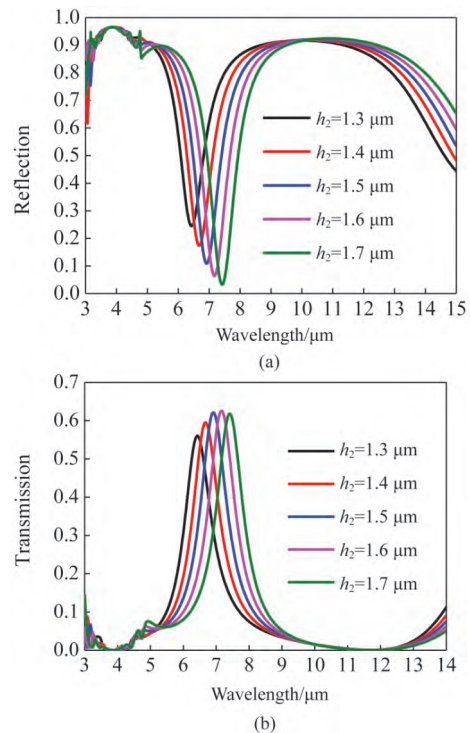 1.0
0.9
0.8
0.7
0.6
0.5
0.4
0.3
0.2
0.1
0.0
Reflection
h₂=1.3 μm
h₂=1.4 μm
h₂=1.5 μm
h₂=1.6 μm
h₂=1.7 μm
3 4 5 6 7 8 9 10 11 12 13 14 15
Wavelength/μm
(a)
0.7
0.6
0.5
0.4
0.3
0.2
0.1
0
Transmission
h₂=1.3 μm
h₂=1.4 μm
h₂=1.5 μm
h₂=1.6 μm
h₂=1.7 μm
3 4 5 6 7 8 9 10 11 12 13 14
Wavelength/μm
(b)